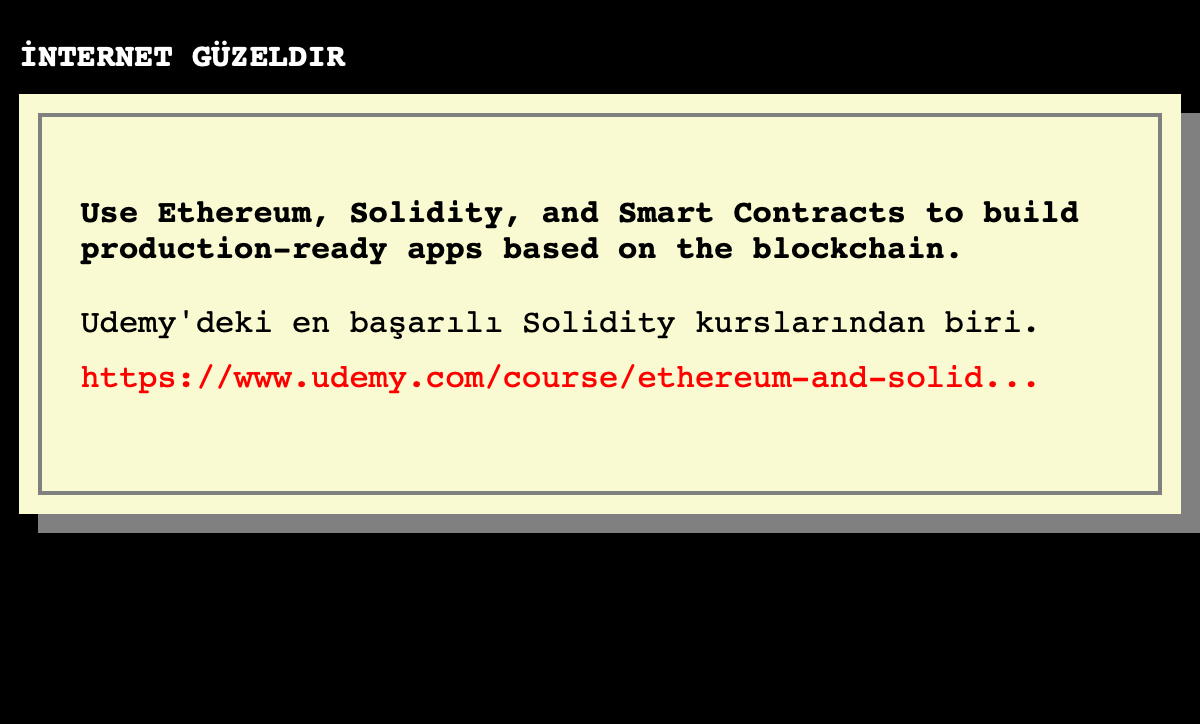 İNTERNET GÜZELDIR
Use Ethereum, Solidity, and Smart Contracts to build
production-ready apps based on the blockchain.
Udemy'deki en başarılı Solidity kurslarından biri.
https://www.udemy.com/course/ethereum-and-solid...